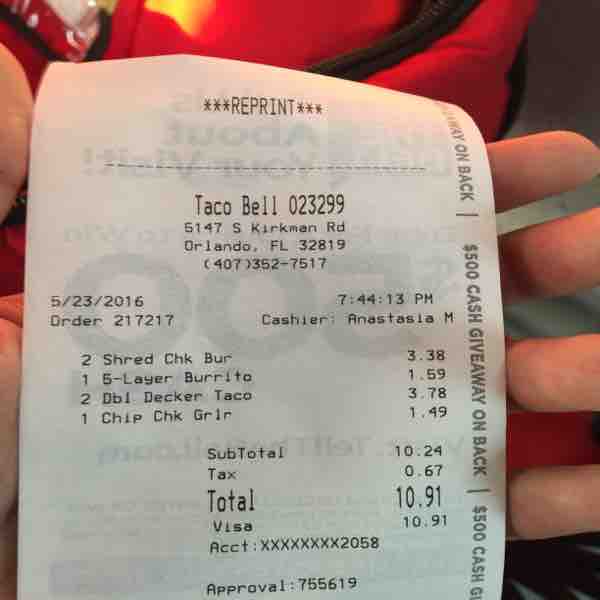 ***REPRINT***
Taco Bell 023299
5147 S Kirkman Rd
Orlando, FL 32819
(407)352-7517
5/23/2016 7:44:13 PM
Order 217217 Cashier: Anastasia M
2 Shred Chk Bur 3.38
1 5-Layer Burrito 1.59
2 Dbl Decker Taco 3.78
1 Chip Chk Grlr 1.49
SubTotal 10.24
Tax 0.67
Total 10.91
Visa 10.91
Acct:XXXXXXXX2058
Approval:755619
AWAY ON BACK | $500 CASH GIVEAWAY ON BACK | $500 CASH GI